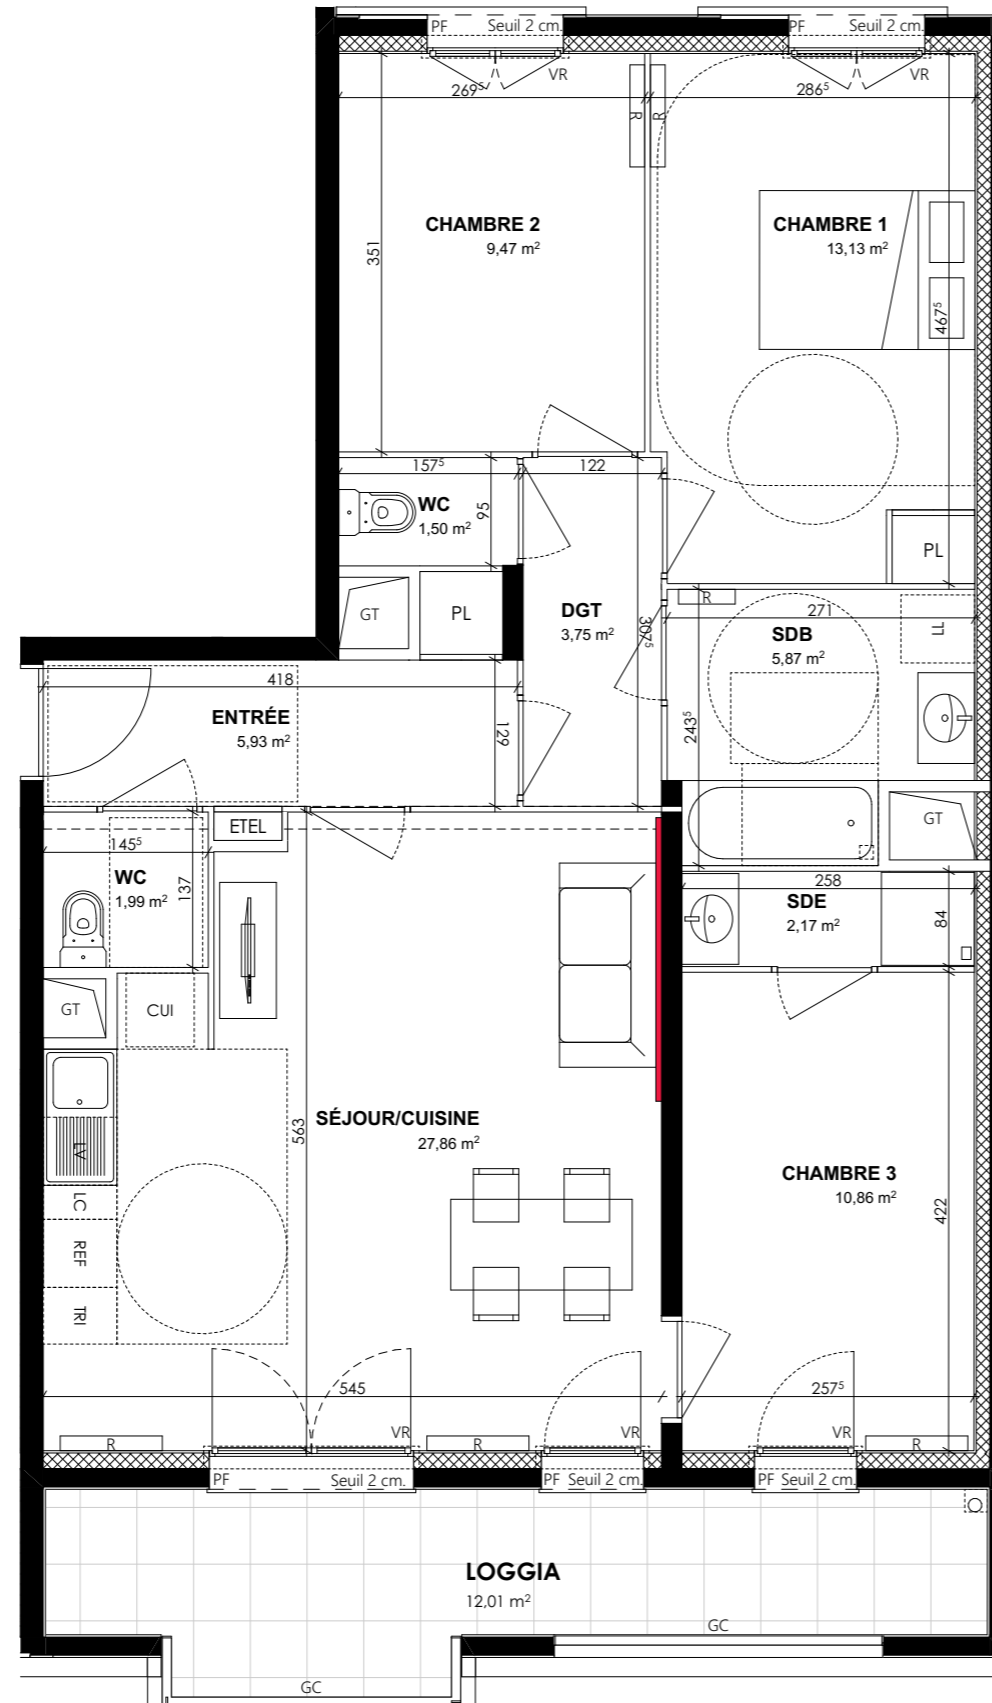 PF Seuil 2 cm.
PF Seuil 2 cm.
VR
VR
269⁵
286⁵
R
R
CHAMBRE 2
9,47 m²
CHAMBRE 1
13,13 m²
351
467⁵
157⁵
122
WC
1,50 m²
95
PL
GT
PL
DGT
3,75 m²
307⁵
R
271
SDB
5,87 m²
LL
418
ENTRÉE
5,93 m²
129
243⁵
ETEL
GT
145⁵
WC
1,99 m²
137
258
SDE
2,17 m²
84
GT
CUI
SÉJOUR/CUISINE
27,86 m²
563
LV
LC
REF
TRI
CHAMBRE 3
10,86 m²
422
545
257⁵
VR
VR
VR
R
R
R
PF Seuil 2 cm.
PF Seuil 2 cm.
PF Seuil 2 cm.
LOGGIA
12,01 m²
GC
GC